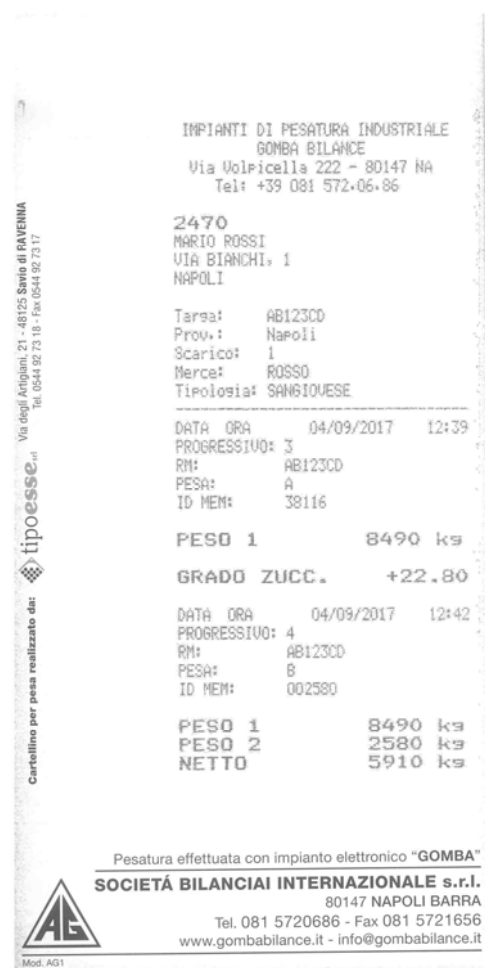 IMPIANTI DI PESATURA INDUSTRIALE
GOMBA BILANCE
Via Volpicella 222 - 80147 NA
Tel: +39 081 572.06.86
2470
MARIO ROSSI
VIA BIANCHI, 1
NAPOLI
Targa: AB123CD
Prov.: Napoli
Scarico: 1
Merce: ROSSO
Tipologia: SANGIOVESE
DATA ORA 04/09/2017 12:39
PROGRESSIVO: 3
RM: AB123CD
PESA: A
ID MEM: 38116
PESO 1 8490 kg
GRADO ZUCC. +22.80
DATA ORA 04/09/2017 12:42
PROGRESSIVO: 4
RM: AB123CD
PESA: B
ID MEM: 002580
PESO 1 8490 kg
PESO 2 2580 kg
NETTO 5910 kg
Cartellino per pesa realizzato da: tipoesse srl Via degli Artigiani, 21 - 48125 Savio di RAVENNA
Tel. 0544 92 73 18 - Fax 0544 92 73 17
Pesatura effettuata con impianto elettronico "GOMBA"
SOCIETÁ BILANCIAI INTERNAZIONALE s.r.l.
80147 NAPOLI BARRA
Tel. 081 5720686 - Fax 081 5721656
www.gombabilance.it - info@gombabilance.it
AG
Mod. AG1